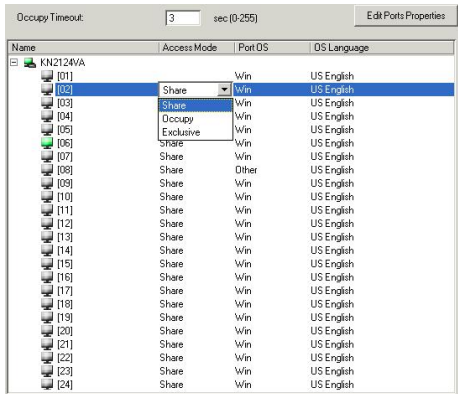 Occupy Timeout: 3 sec (0-255) Edit Ports Properties
Name Access Mode Port OS OS Language
KN2124VA
[01] Win US English
[02] Share Win US English
[03] Share Win US English
[04] Occupy Win US English
[05] Exclusive Win US English
[06] Share Win US English
[07] Share Win US English
[08] Share Other US English
[09] Share Win US English
[10] Share Win US English
[11] Share Win US English
[12] Share Win US English
[13] Share Win US English
[14] Share Win US English
[15] Share Win US English
[16] Share Win US English
[17] Share Win US English
[18] Share Win US English
[19] Share Win US English
[20] Share Win US English
[21] Share Win US English
[22] Share Win US English
[23] Share Win US English
[24] Share Win US English